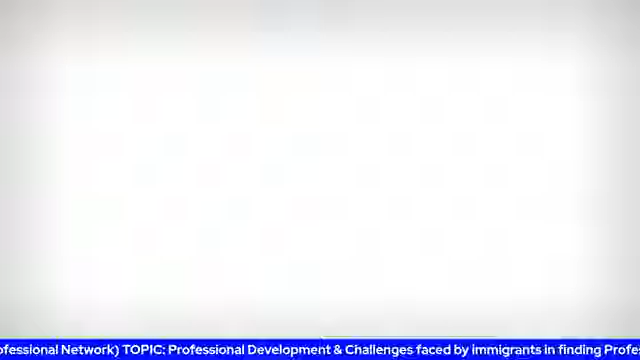 ofessional Network) TOPIC: Professional Development & Challenges faced by immigrants in finding Profe